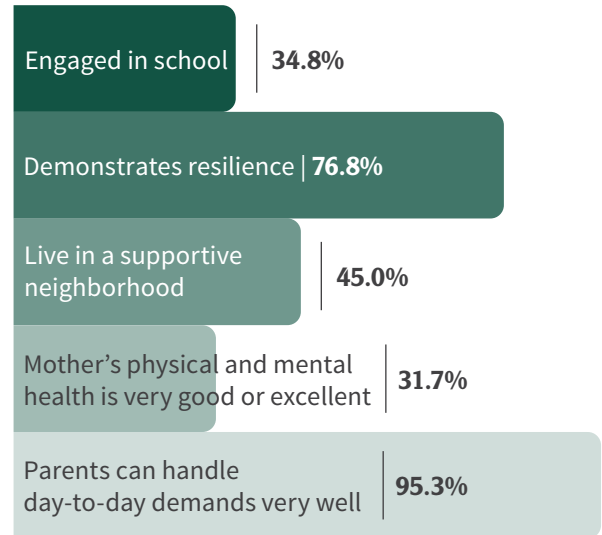 Engaged in school | 34.8%
Demonstrates resilience | 76.8%
Live in a supportive
neighborhood
45.0%
Mother’s physical and mental
health is very good or excellent
31.7%
Parents can handle
day-to-day demands very well
95.3%